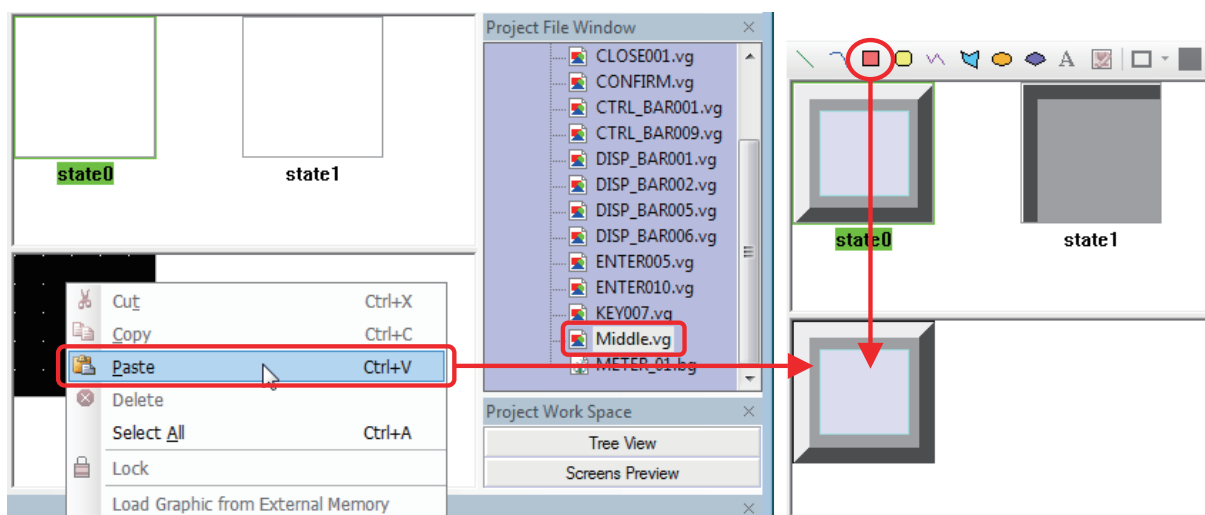 Project File Window
CLOSE001.vg
CONFIRM.vg
CTRL_BAR001.vg
CTRL_BAR009.vg
DISP_BAR001.vg
DISP_BAR002.vg
DISP_BAR005.vg
DISP_BAR006.vg
ENTER005.vg
ENTER010.vg
KEY007.vg
Middle.vg
METER_01.bg
Project Work Space
Tree View
Screens Preview
state0
state1
Cut Ctrl+X
Copy Ctrl+C
Paste Ctrl+V
Delete
Select All Ctrl+A
Lock
Load Graphic from External Memory
A
state0
state1